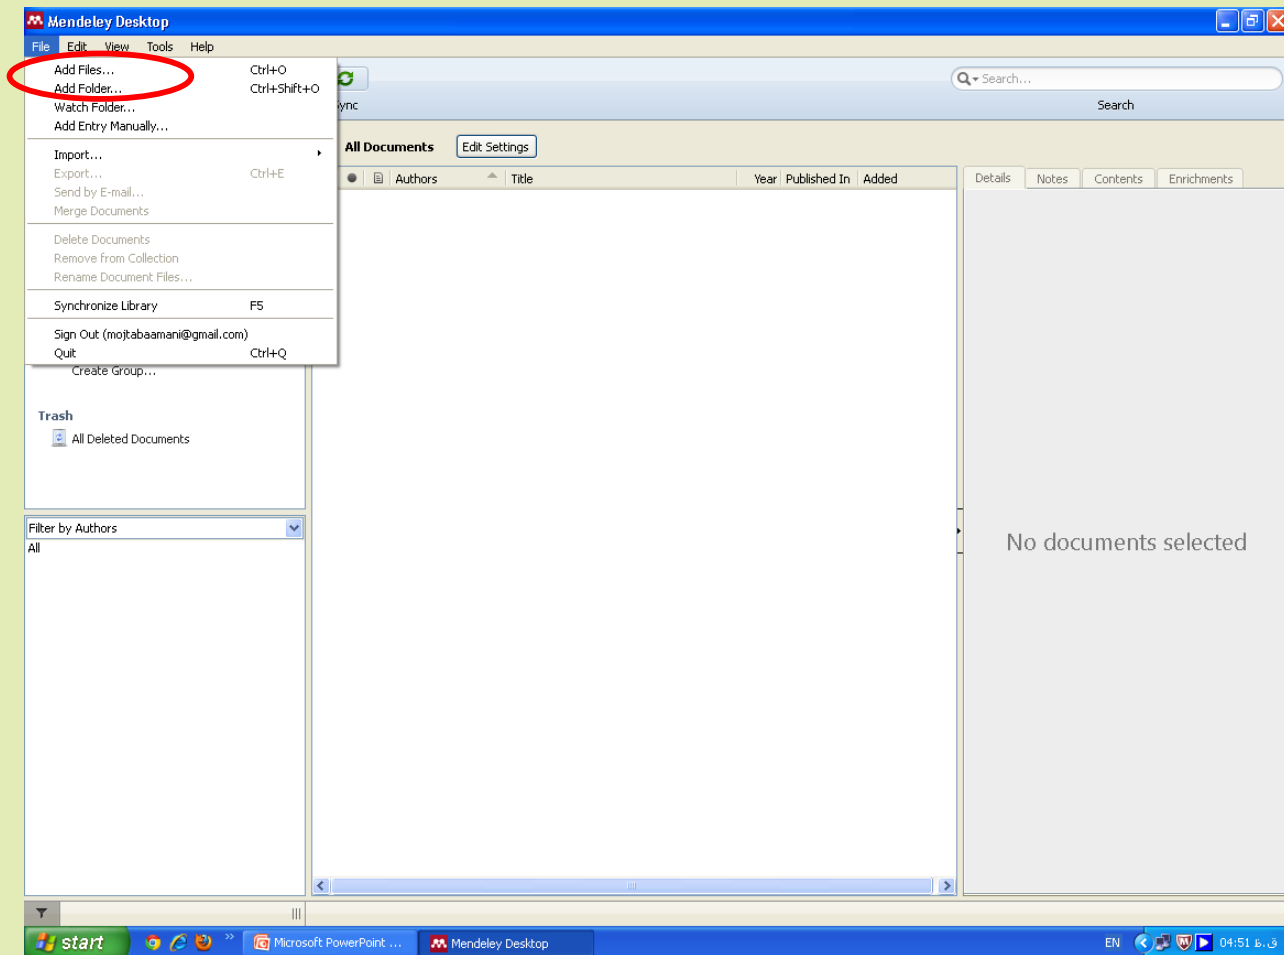 Mendeley Desktop
File Edit View Tools Help
Add Files... Ctrl+O
Add Folder... Ctrl+Shift+O
Watch Folder...
Add Entry Manually...
Import...
Export... Ctrl+E
Send by E-mail...
Merge Documents
Delete Documents
Remove from Collection
Rename Document Files...
Synchronize Library F5
Sign Out (mojtabaamani@gmail.com)
Quit Ctrl+Q
Search...
ync
Search
All Documents Edit Settings
Authors Title Year Published In Added
Details Notes Contents Enrichments
Create Group...
Trash
All Deleted Documents
Filter by Authors
All
No documents selected
start Microsoft PowerPoint ... Mendeley Desktop EN 04:51 ق.ظ